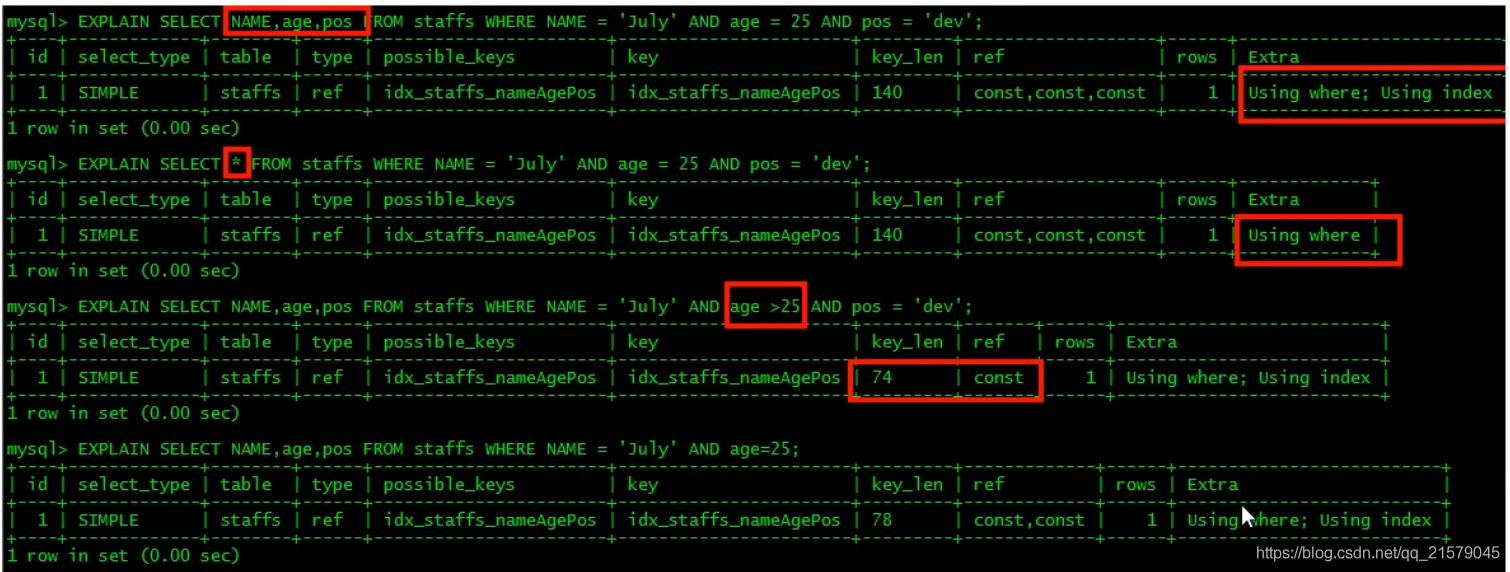 mysql> EXPLAIN SELECT NAME,age,pos FROM staffs WHERE NAME = 'July' AND age = 25 AND pos = 'dev';
| id | select_type | table | type | possible_keys | key | key_len | ref | rows | Extra
| 1 | SIMPLE | staffs | ref | idx_staffs_nameAgePos | idx_staffs_nameAgePos | 140 | const,const,const | 1 | Using where; Using index
1 row in set (0.00 sec)
mysql> EXPLAIN SELECT * FROM staffs WHERE NAME = 'July' AND age = 25 AND pos = 'dev';
| id | select_type | table | type | possible_keys | key | key_len | ref | rows | Extra |
| 1 | SIMPLE | staffs | ref | idx_staffs_nameAgePos | idx_staffs_nameAgePos | 140 | const,const,const | 1 | Using where |
1 row in set (0.00 sec)
mysql> EXPLAIN SELECT NAME,age,pos FROM staffs WHERE NAME = 'July' AND age >25 AND pos = 'dev';
| id | select_type | table | type | possible_keys | key | key_len | ref | rows | Extra |
| 1 | SIMPLE | staffs | ref | idx_staffs_nameAgePos | idx_staffs_nameAgePos | 74 | const | 1 | Using where; Using index |
1 row in set (0.00 sec)
mysql> EXPLAIN SELECT NAME,age,pos FROM staffs WHERE NAME = 'July' AND age=25;
| id | select_type | table | type | possible_keys | key | key_len | ref | rows | Extra |
| 1 | SIMPLE | staffs | ref | idx_staffs_nameAgePos | idx_staffs_nameAgePos | 78 | const,const | 1 | Using where; Using index |
1 row in set (0.00 sec)
https://blog.csdn.net/qq_21579045